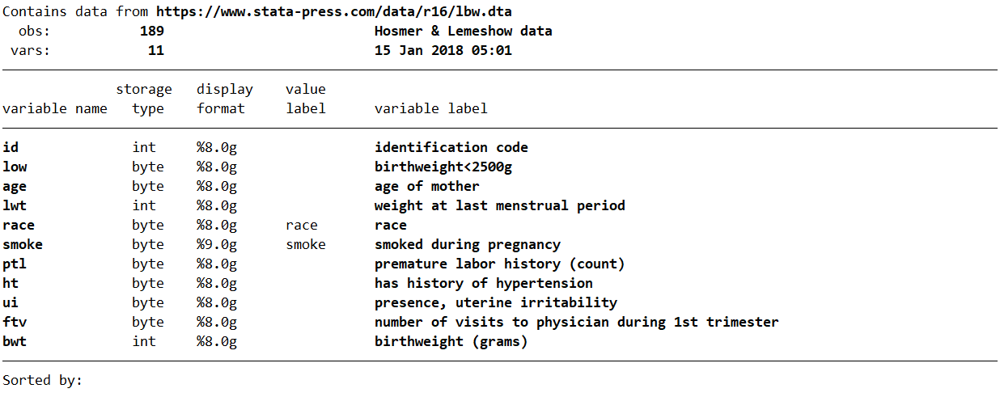 Contains data from https://www.stata-press.com/data/r16/lbw.dta
obs: 189 Hosmer & Lemeshow data
vars: 11 15 Jan 2018 05:01
storage display value
variable name type format label variable label
id int %8.0g identification code
low byte %8.0g birthweight<2500g
age byte %8.0g age of mother
lwt int %8.0g weight at last menstrual period
race byte %8.0g race race
smoke byte %9.0g smoke smoked during pregnancy
ptl byte %8.0g premature labor history (count)
ht byte %8.0g has history of hypertension
ui byte %8.0g presence, uterine irritability
ftv byte %8.0g number of visits to physician during 1st trimester
bwt int %8.0g birthweight (grams)
Sorted by: